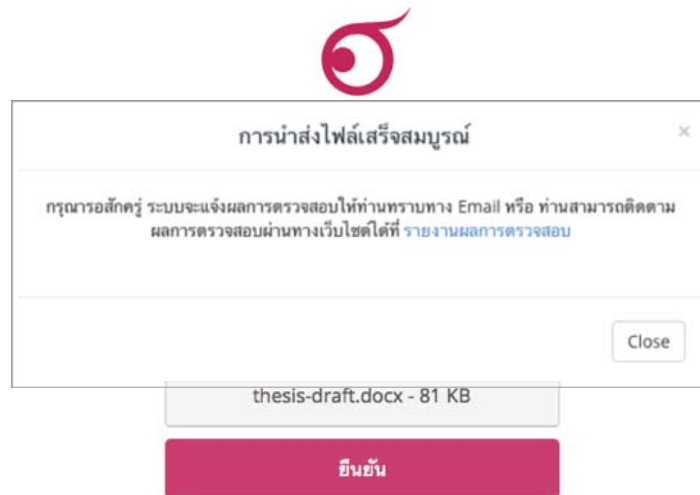 การนำส่งไฟล์เสร็จสมบูรณ์
×
กรุณารอสักครู่ ระบบจะแจ้งผลการตรวจสอบให้ท่านทราบทาง Email หรือ ท่านสามารถติดตาม
ผลการตรวจสอบผ่านทางเว็บไซต์ได้ที่ รายงานผลการตรวจสอบ
Close
thesis-draft.docx - 81 KB
ยืนยัน